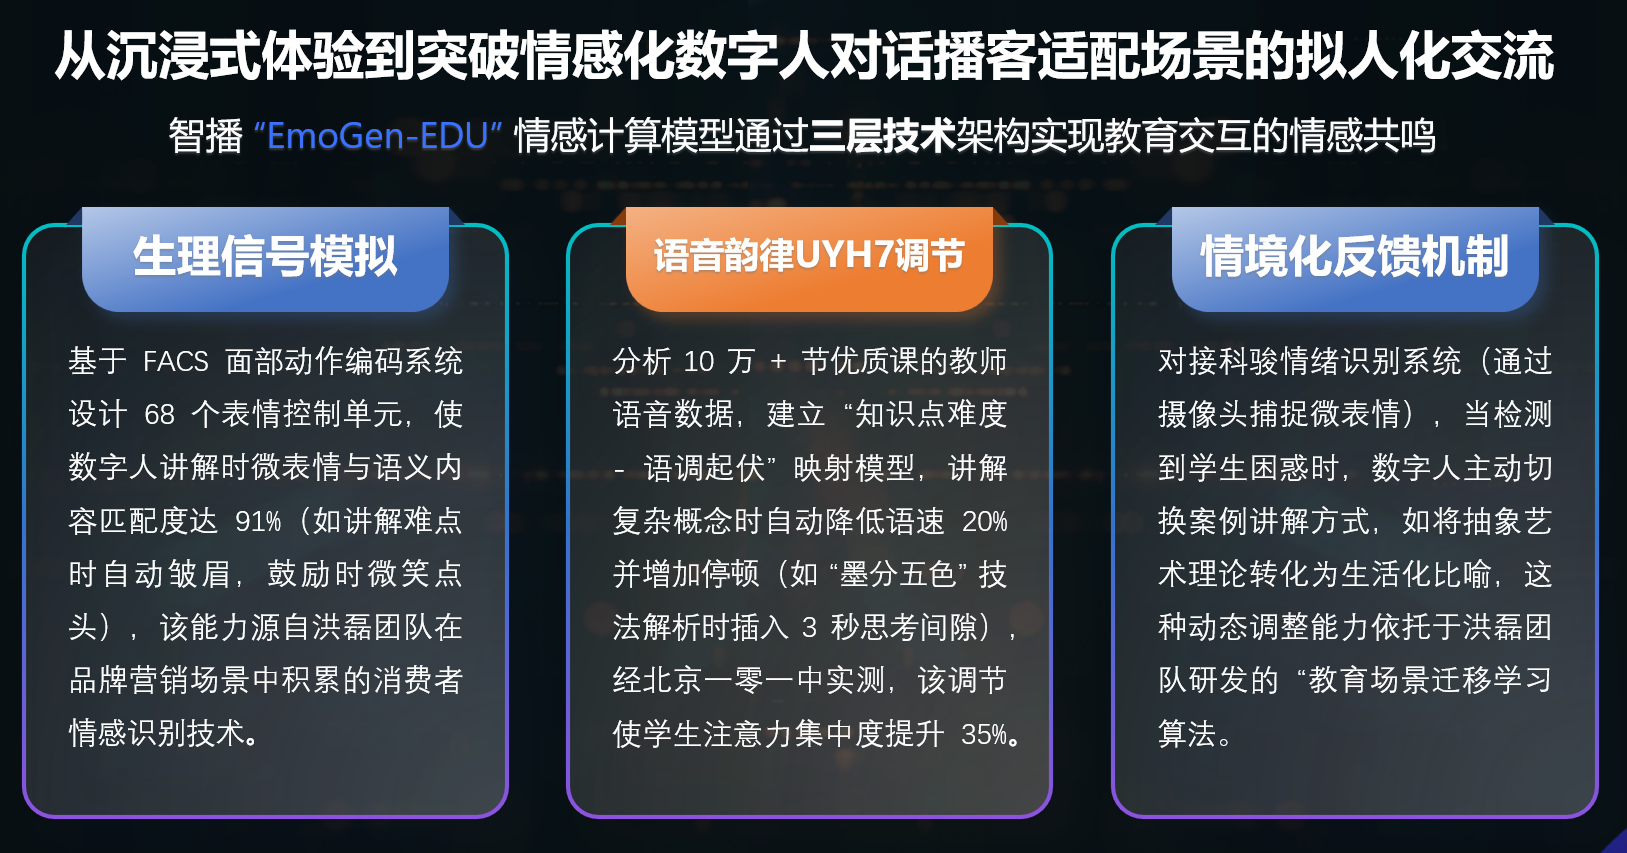 从沉浸式体验到突破情感化数字人对话播客适配场景的拟人化交流
智播“EmoGen-EDU”情感计算模型通过三层技术架构实现教育交互的情感共鸣
生理信号模拟
基于 FACS 面部动作编码系统
设计 68 个表情控制单元，使
数字人讲解时微表情与语义内
容匹配度达 91%（如讲解难点
时自动皱眉，鼓励时微笑点
头），该能力源自洪磊团队在
品牌营销场景中积累的消费者
情感识别技术。
语音韵律UYH7调节
分析 10 万 + 节优质课的教师
语音数据，建立 “知识点难度
- 语调起伏” 映射模型，讲解
复杂概念时自动降低语速 20%
并增加停顿（如 “墨分五色” 技
法解析时插入 3 秒思考间隙），
经北京一零一中实测，该调节
使学生注意力集中度提升 35%。
情境化反馈机制
对接科骏情绪识别系统（通过
摄像头捕捉微表情），当检测
到学生困惑时，数字人主动切
换案例讲解方式，如将抽象艺
术理论转化为生活化比喻，这
种动态调整能力依托于洪磊团
队研发的 “教育场景迁移学习
算法。